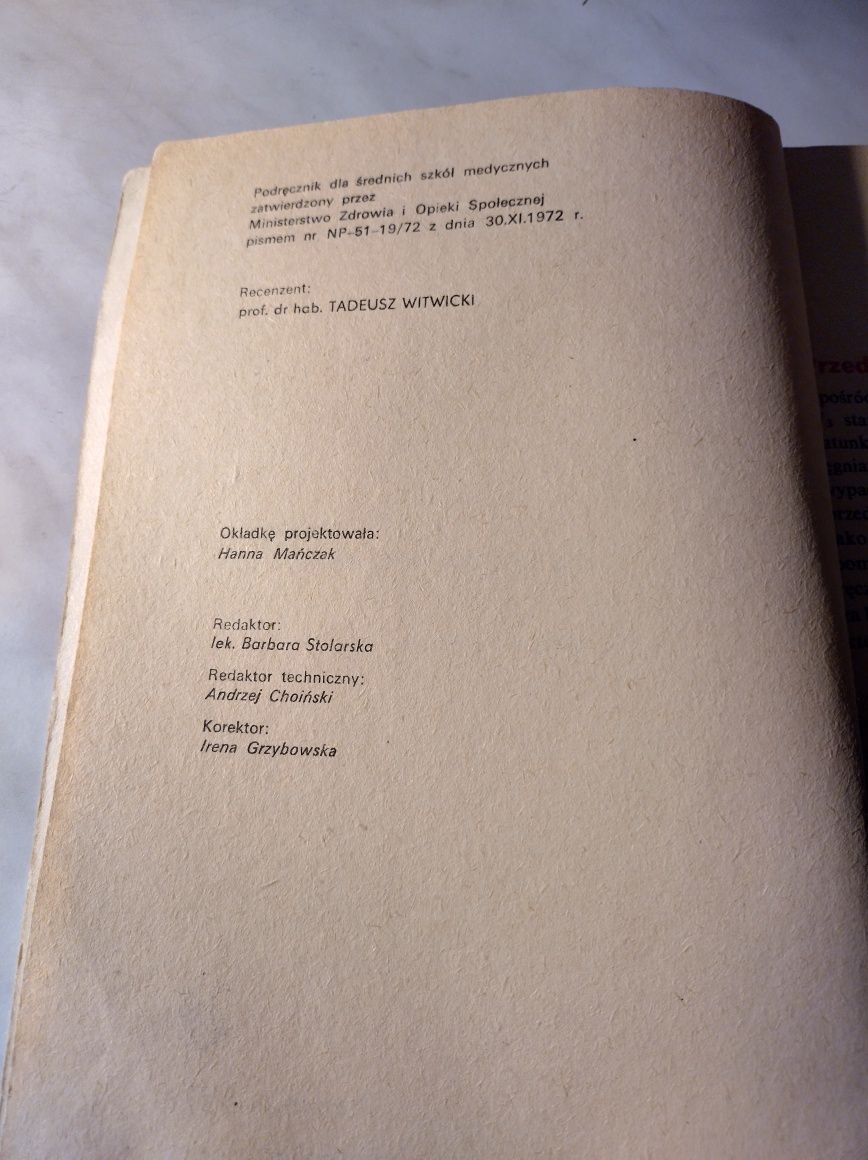 Podręcznik dla średnich szkół medycznych
zatwierdzony przez
Ministerstwo Zdrowia i Opieki Społecznej
pismem nr NP-51-19/72 z dnia 30.XI.1972 r.
Recenzent:
prof. dr hab. TADEUSZ WITWICKI
Okładkę projektowała:
Hanna Mańczak
Redaktor:
lek. Barbara Stolarska
Redaktor techniczny:
Andrzej Choiński
Korektor:
Irena Grzybowska